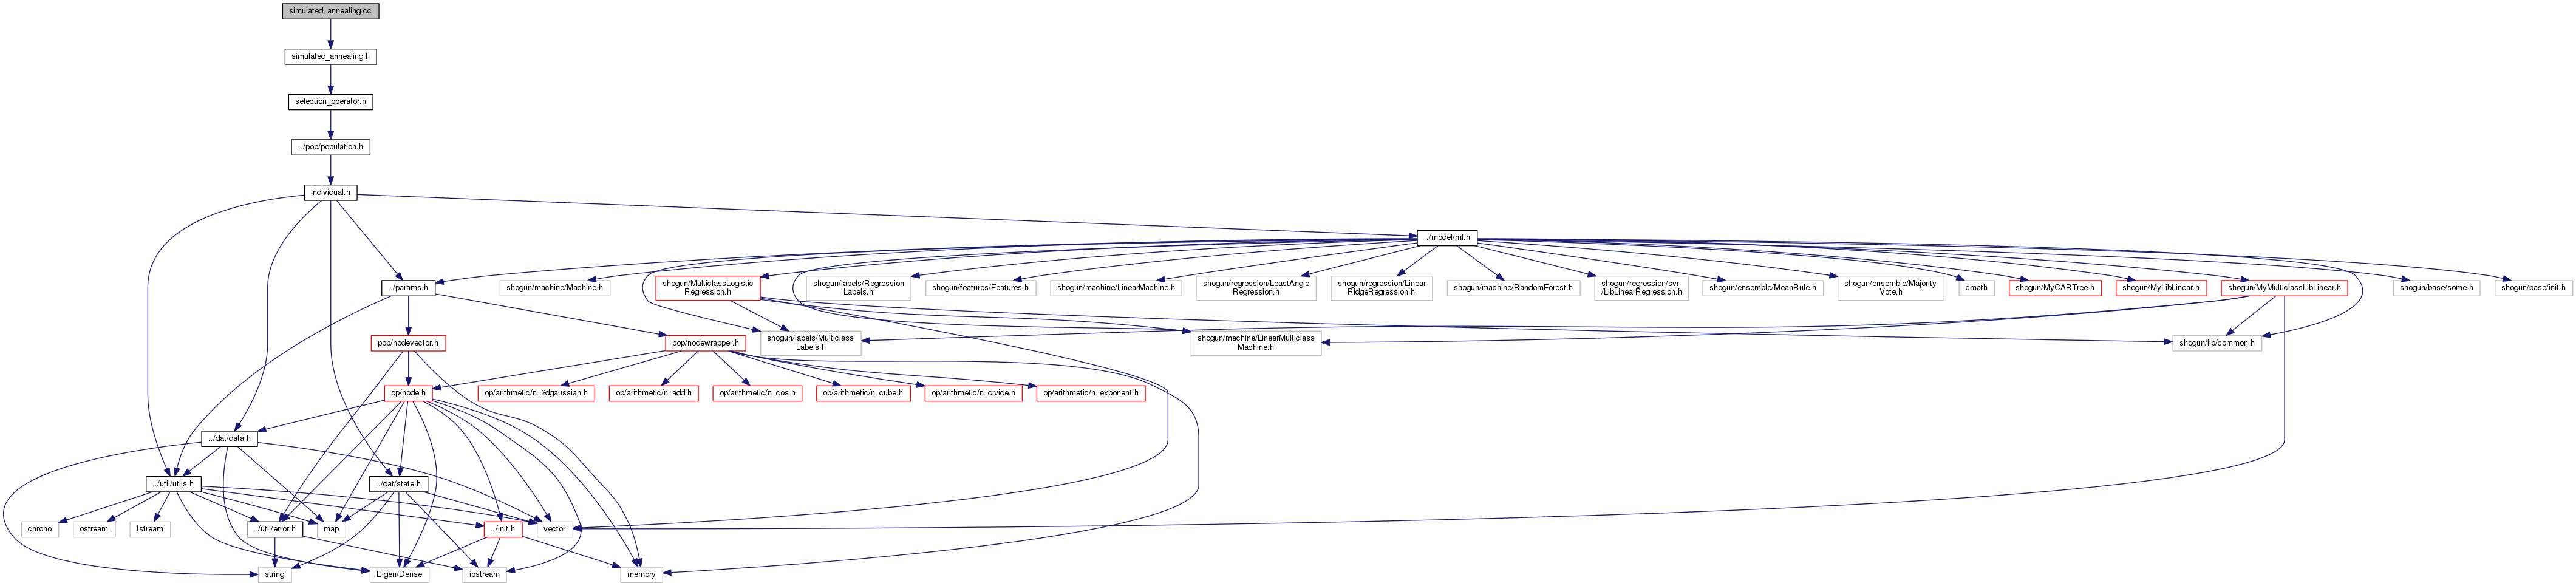 simulated_annealing.cc
simulated_annealing.h
selection_operator.h
../pop/population.h
individual.h
../model/ml.h
../params.h
shogun/machine/Machine.h
shogun/MulticlassLogistic
Regression.h
shogun/labels/Regression
Labels.h
shogun/features/Features.h
shogun/machine/LinearMachine.h
shogun/regression/LeastAngle
Regression.h
shogun/regression/Linear
RidgeRegression.h
shogun/machine/RandomForest.h
shogun/regression/svr
/LibLinearRegression.h
shogun/ensemble/MeanRule.h
shogun/ensemble/Majority
Vote.h
cmath
shogun/MyCARTree.h
shogun/MyLibLinear.h
shogun/MyMulticlassLibLinear.h
shogun/base/some.h
shogun/base/init.h
pop/nodevector.h
pop/nodewrapper.h
shogun/labels/Multiclass
Labels.h
shogun/machine/LinearMulticlass
Machine.h
shogun/lib/common.h
op/node.h
op/arithmetic/n_2dgaussian.h
op/arithmetic/n_add.h
op/arithmetic/n_cos.h
op/arithmetic/n_cube.h
op/arithmetic/n_divide.h
op/arithmetic/n_exponent.h
../dat/data.h
../util/utils.h
../dat/state.h
chrono
ostream
fstream
../util/error.h
map
../init.h
vector
string
Eigen/Dense
iostream
memory